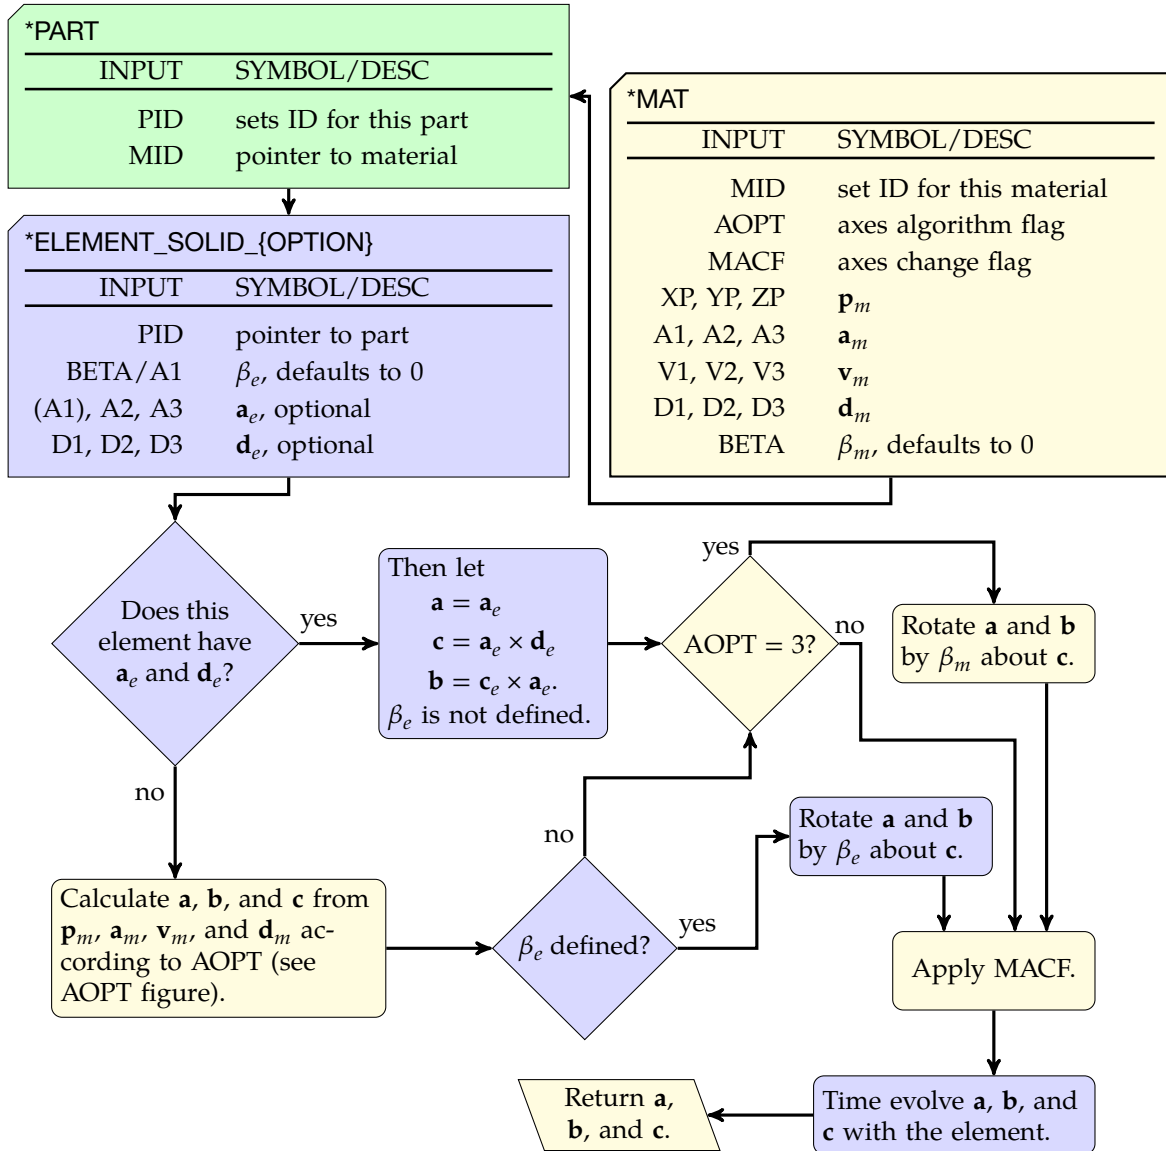 *PART
INPUT SYMBOL/DESC
PID sets ID for this part
MID pointer to material
*MAT
INPUT SYMBOL/DESC
MID set ID for this material
AOPT axes algorithm flag
MACF axes change flag
XP, YP, ZP p_m
A1, A2, A3 a_m
V1, V2, V3 v_m
D1, D2, D3 d_m
BETA β_m, defaults to 0
*ELEMENT_SOLID_{OPTION}
INPUT SYMBOL/DESC
PID pointer to part
BETA/A1 β_e, defaults to 0
(A1), A2, A3 a_e, optional
D1, D2, D3 d_e, optional
Does this
element have
a_e and d_e?
yes
no
Then let
a = a_e
c = a_e × d_e
b = c_e × a_e.
β_e is not defined.
AOPT = 3?
yes
no
Rotate a and b
by β_m about c.
Calculate a, b, and c from
p_m, a_m, v_m, and d_m ac-
cording to AOPT (see
AOPT figure).
β_e defined?
no
yes
Rotate a and b
by β_e about c.
Apply MACF.
Time evolve a, b, and
c with the element.
Return a,
b, and c.